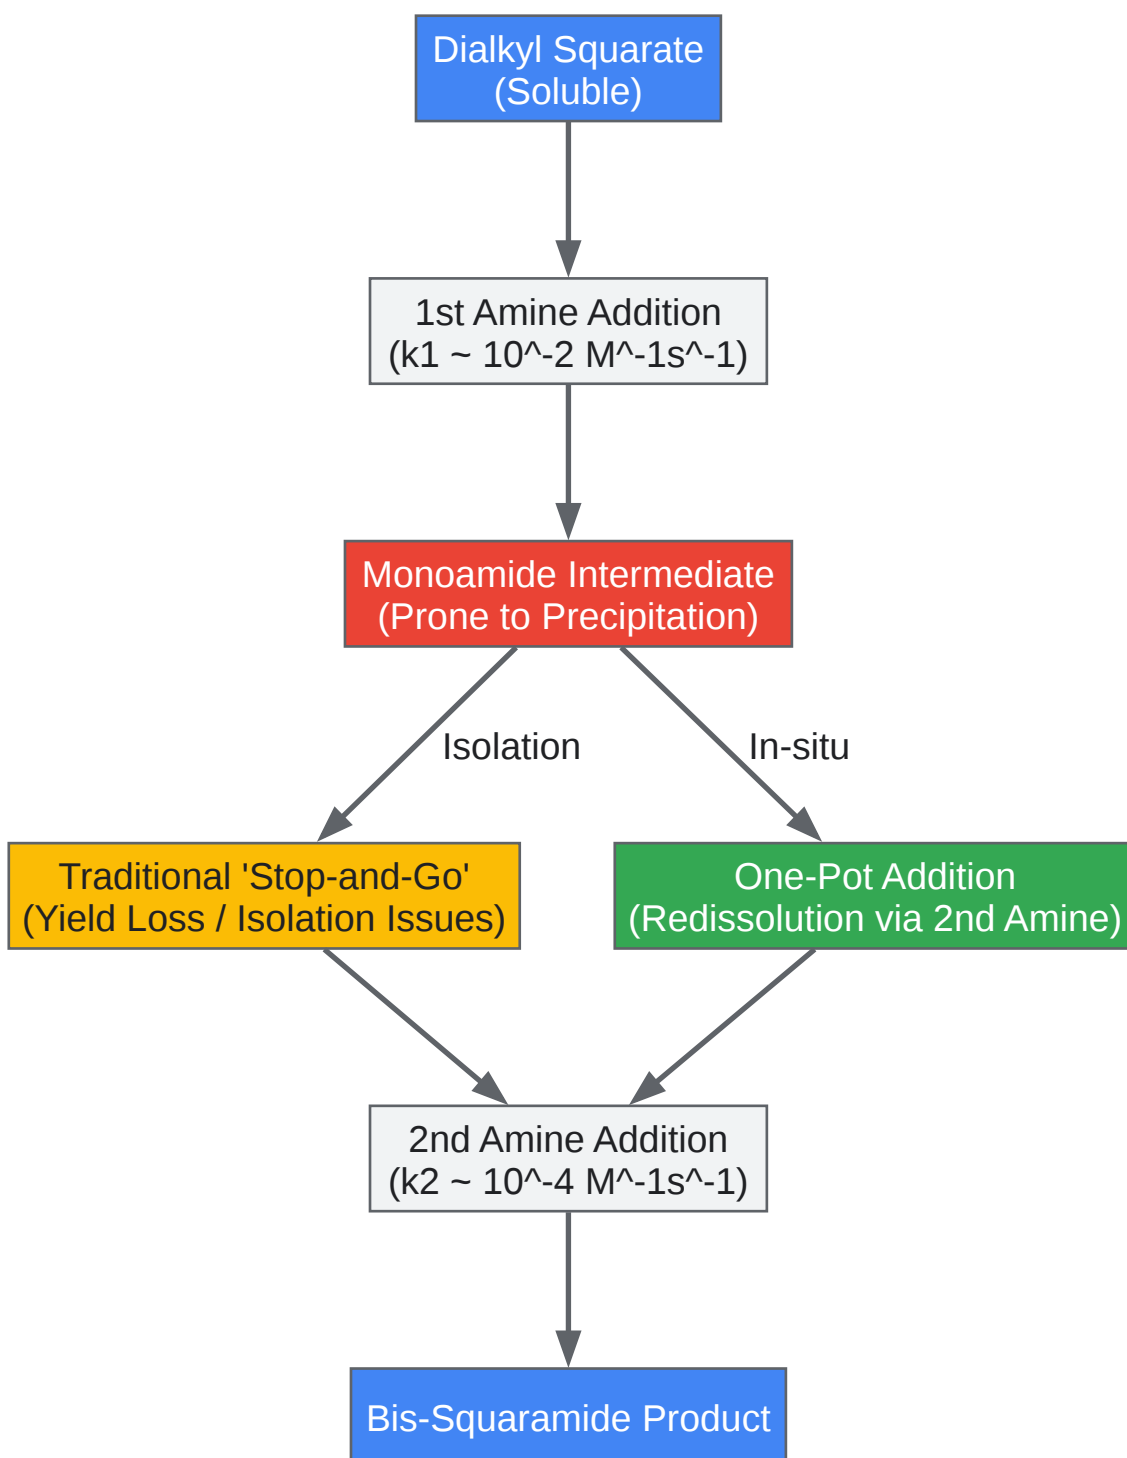 Dialkyl Squarate
(Soluble)
1st Amine Addition
(k1 ~ 10^-2 M^-1s^-1)
Monoamide Intermediate
(Prone to Precipitation)
Isolation
In-situ
Traditional 'Stop-and-Go'
(Yield Loss / Isolation Issues)
One-Pot Addition
(Redissolution via 2nd Amine)
2nd Amine Addition
(k2 ~ 10^-4 M^-1s^-1)
Bis-Squaramide Product